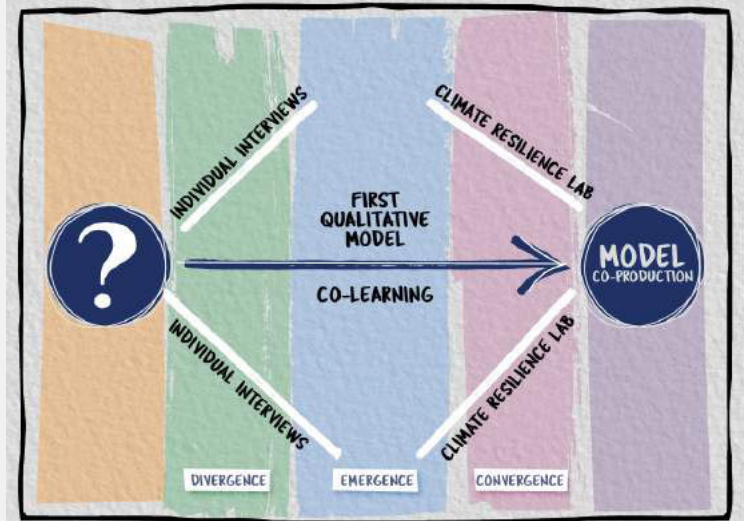 INDIVIDUAL INTERVIEWS
CLIMATE RESILIENCE LAB
FIRST
QUALITATIVE
MODEL
?
MODEL
CO-PRODUCTION
CO-LEARNING
INDIVIDUAL INTERVIEWS
CLIMATE RESILIENCE LAB
DIVERGENCE
EMERGENCE
CONVERGENCE